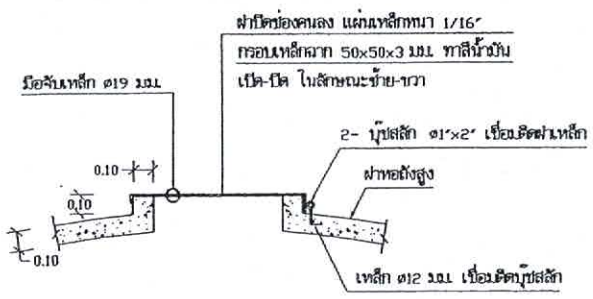 ฝาปิดช่องคนลง แผ่นเหล็กหนา 1/16"
กรอบเหล็กฉาก 50x50x3 มม. ทาสีน้ำมัน
เปิด-ปิด ในลักษณะซ้าย-ขวา
มือจับเหล็ก ø19 มม.
2- บุ๊ชสลัก ø1"x2" เชื่อมติดฝาเหล็ก
ฝาหอถังสูง
0.10
0.10
0.10
เหล็ก ø12 มม. เชื่อมติดบุ๊ชสลัก